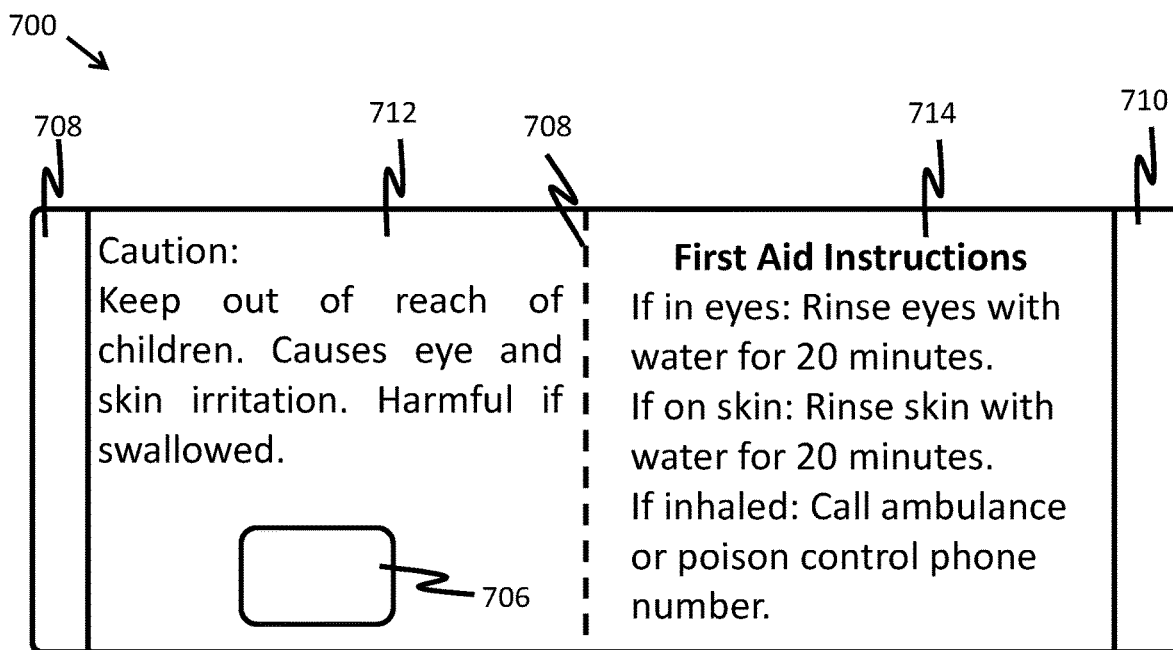 700
708
712
708
714
710
Caution:
Keep out of reach of
children. Causes eye and
skin irritation. Harmful if
swallowed.
706
First Aid Instructions
If in eyes: Rinse eyes with
water for 20 minutes.
If on skin: Rinse skin with
water for 20 minutes.
If inhaled: Call ambulance
or poison control phone
number.